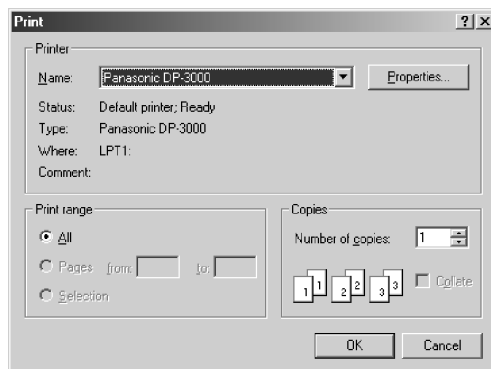 Print
Printer
Name: Panasonic DP-3000 Properties...
Status: Default printer; Ready
Type: Panasonic DP-3000
Where: LPT1:
Comment:
Print range
All
Pages from: to:
Selection
Copies
Number of copies: 1
1 1 2 2 3 3 Collate
OK Cancel